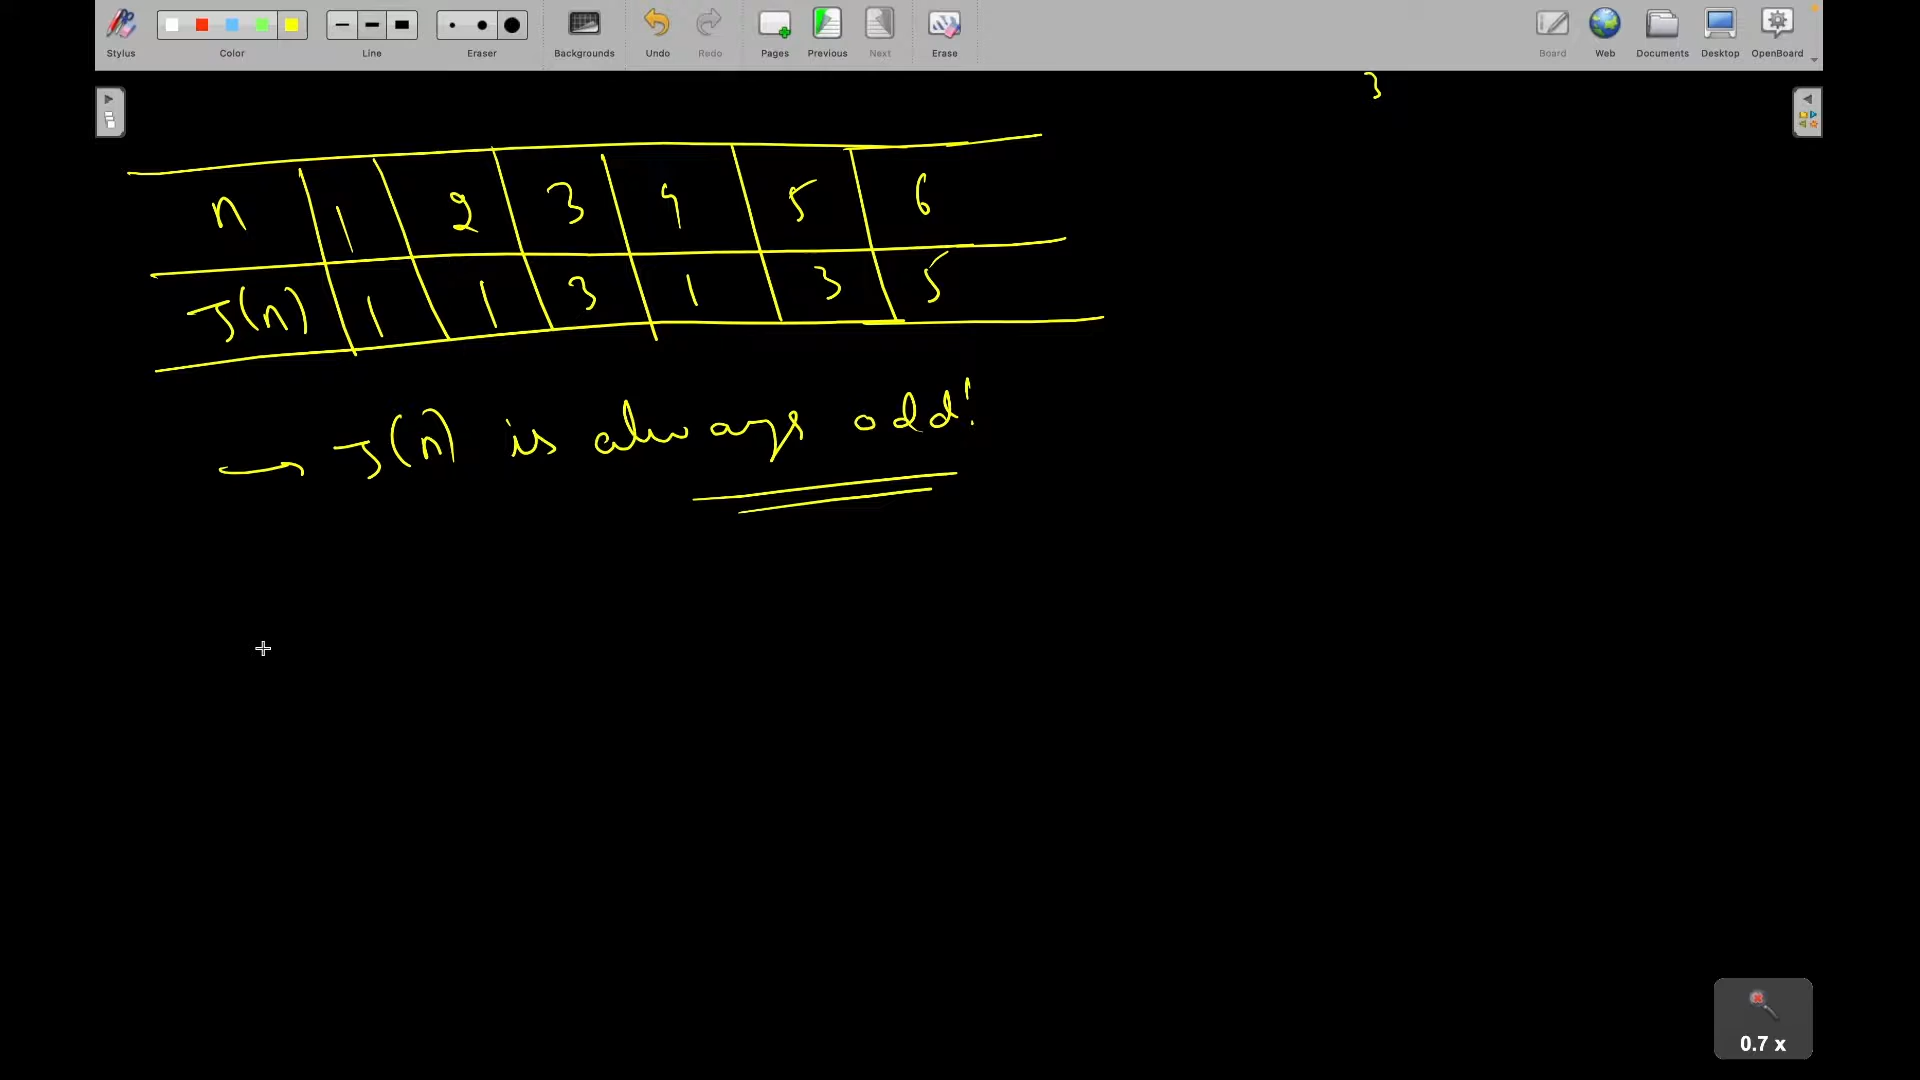 Stylus
Color
Line
Eraser
Backgrounds
Undo
Redo
Pages
Previous
Next
Erase
Board
Web
Documents
Desktop
OpenBoard
3
n 1 2 3 4 5 6
J(n) 1 1 3 1 3 5
→ J(n) is always odd!
0.7 x